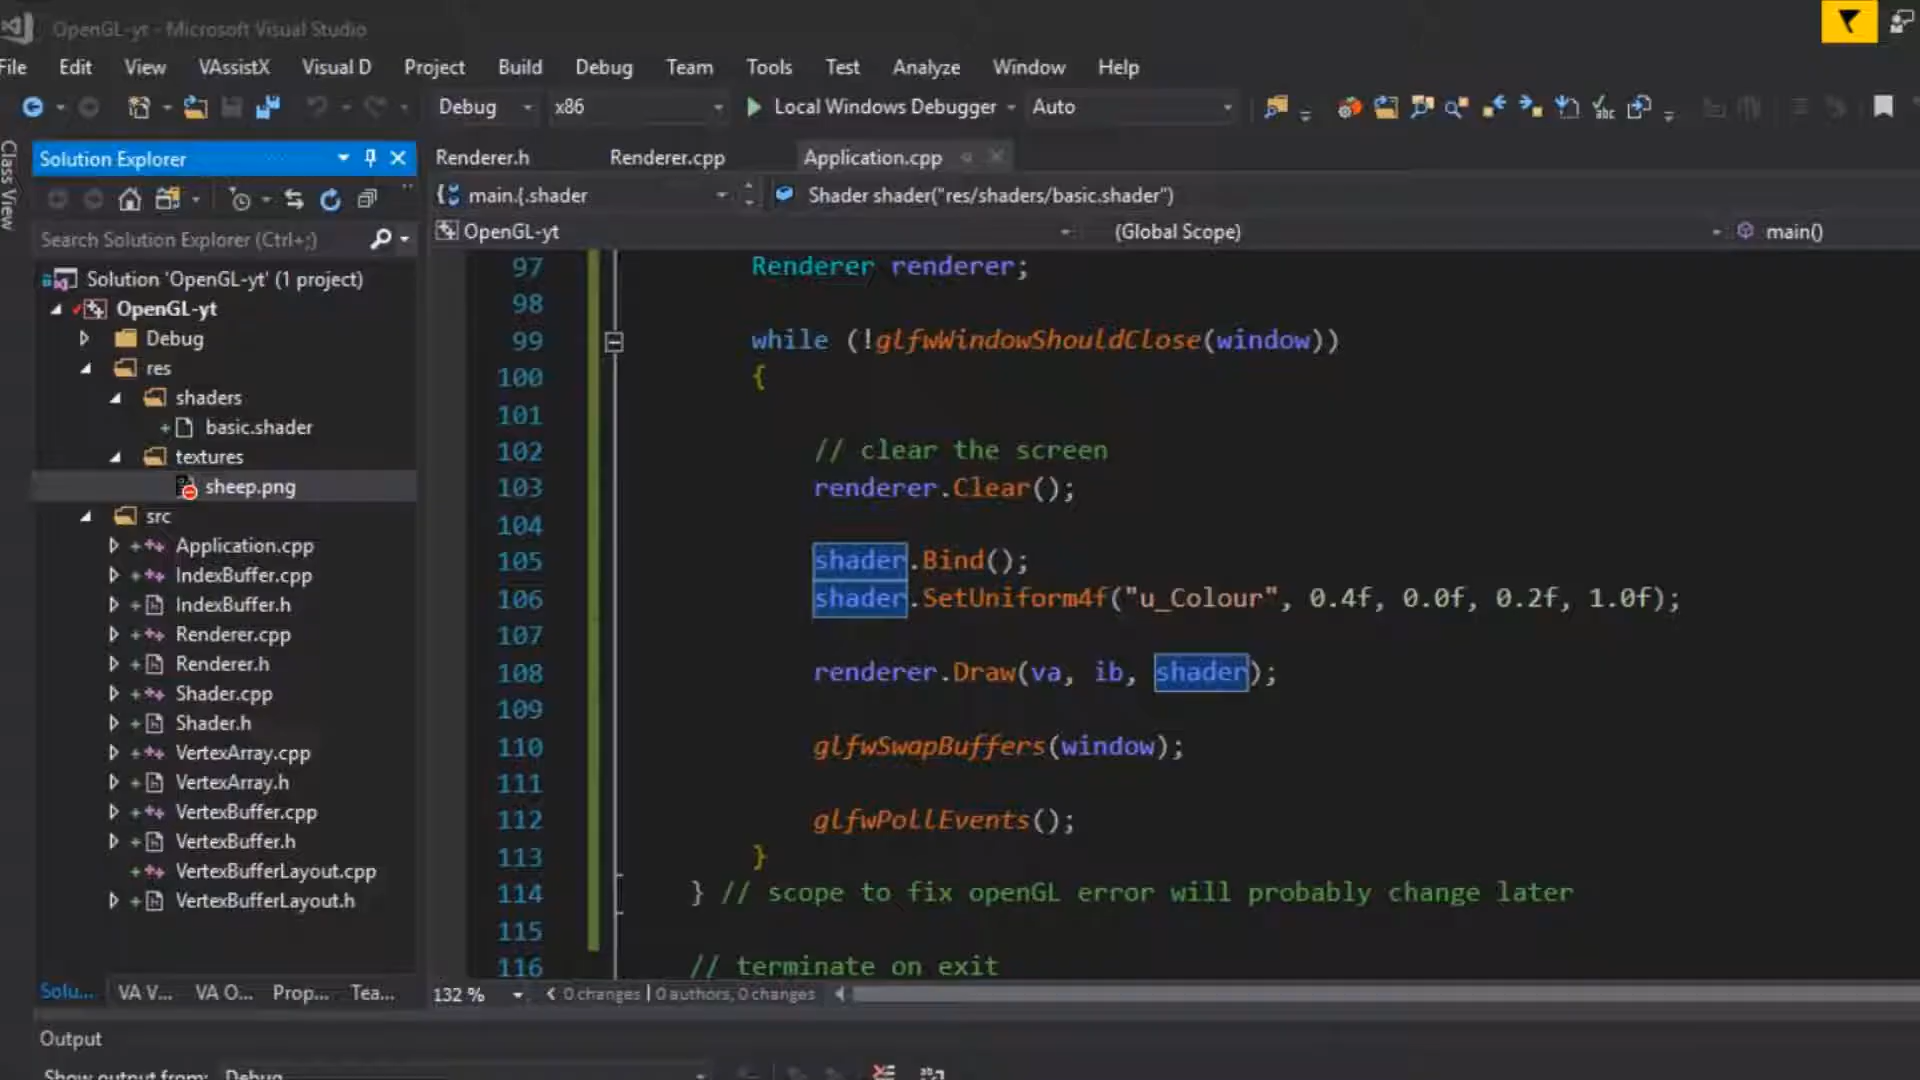 OpenGL-yt - Microsoft Visual Studio
File Edit View VAssistX Visual D Project Build Debug Team Tools Test Analyze Window Help
Debug x86 Local Windows Debugger Auto
Class View
Solution Explorer
Search Solution Explorer (Ctrl+;)
Solution 'OpenGL-yt' (1 project)
OpenGL-yt
Debug
res
shaders
basic.shader
textures
sheep.png
src
Application.cpp
IndexBuffer.cpp
IndexBuffer.h
Renderer.cpp
Renderer.h
Shader.cpp
Shader.h
VertexArray.cpp
VertexArray.h
VertexBuffer.cpp
VertexBuffer.h
VertexBufferLayout.cpp
VertexBufferLayout.h
Solu... VA V... VA O... Prop... Tea...
Renderer.h Renderer.cpp Application.cpp
main.{.shader Shader shader("res/shaders/basic.shader")
OpenGL-yt (Global Scope) main()
97 Renderer renderer;
98
99 while (!glfwWindowShouldClose(window))
100 {
101
102 // clear the screen
103 renderer.Clear();
104
105 shader.Bind();
106 shader.SetUniform4f("u_Colour", 0.4f, 0.0f, 0.2f, 1.0f);
107
108 renderer.Draw(va, ib, shader);
109
110 glfwSwapBuffers(window);
111
112 glfwPollEvents();
113 }
114 } // scope to fix openGL error will probably change later
115
116 // terminate on exit
132 % 0 changes | 0 authors, 0 changes
Output
Show output from: Debug